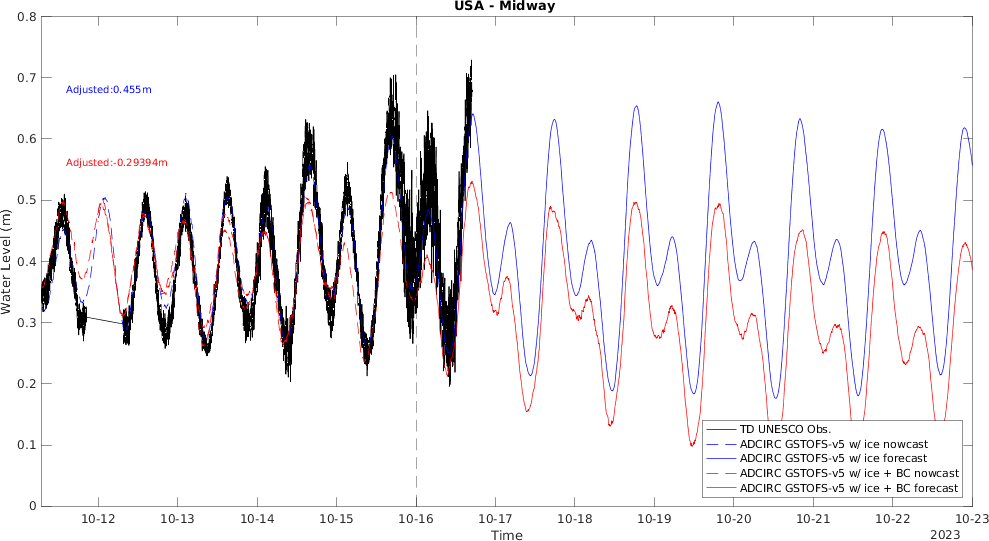 USA - Midway
Water Level (m)
0.8
0.7
0.6
0.5
0.4
0.3
0.2
0.1
0
Adjusted:0.455m
Adjusted:-0.29394m
TD UNESCO Obs.
ADCIRC GSTOFS-v5 w/ ice nowcast
ADCIRC GSTOFS-v5 w/ ice forecast
ADCIRC GSTOFS-v5 w/ ice + BC nowcast
ADCIRC GSTOFS-v5 w/ ice + BC forecast
10-12 10-13 10-14 10-15 10-16 10-17 10-18 10-19 10-20 10-21 10-22 10-23
Time
2023